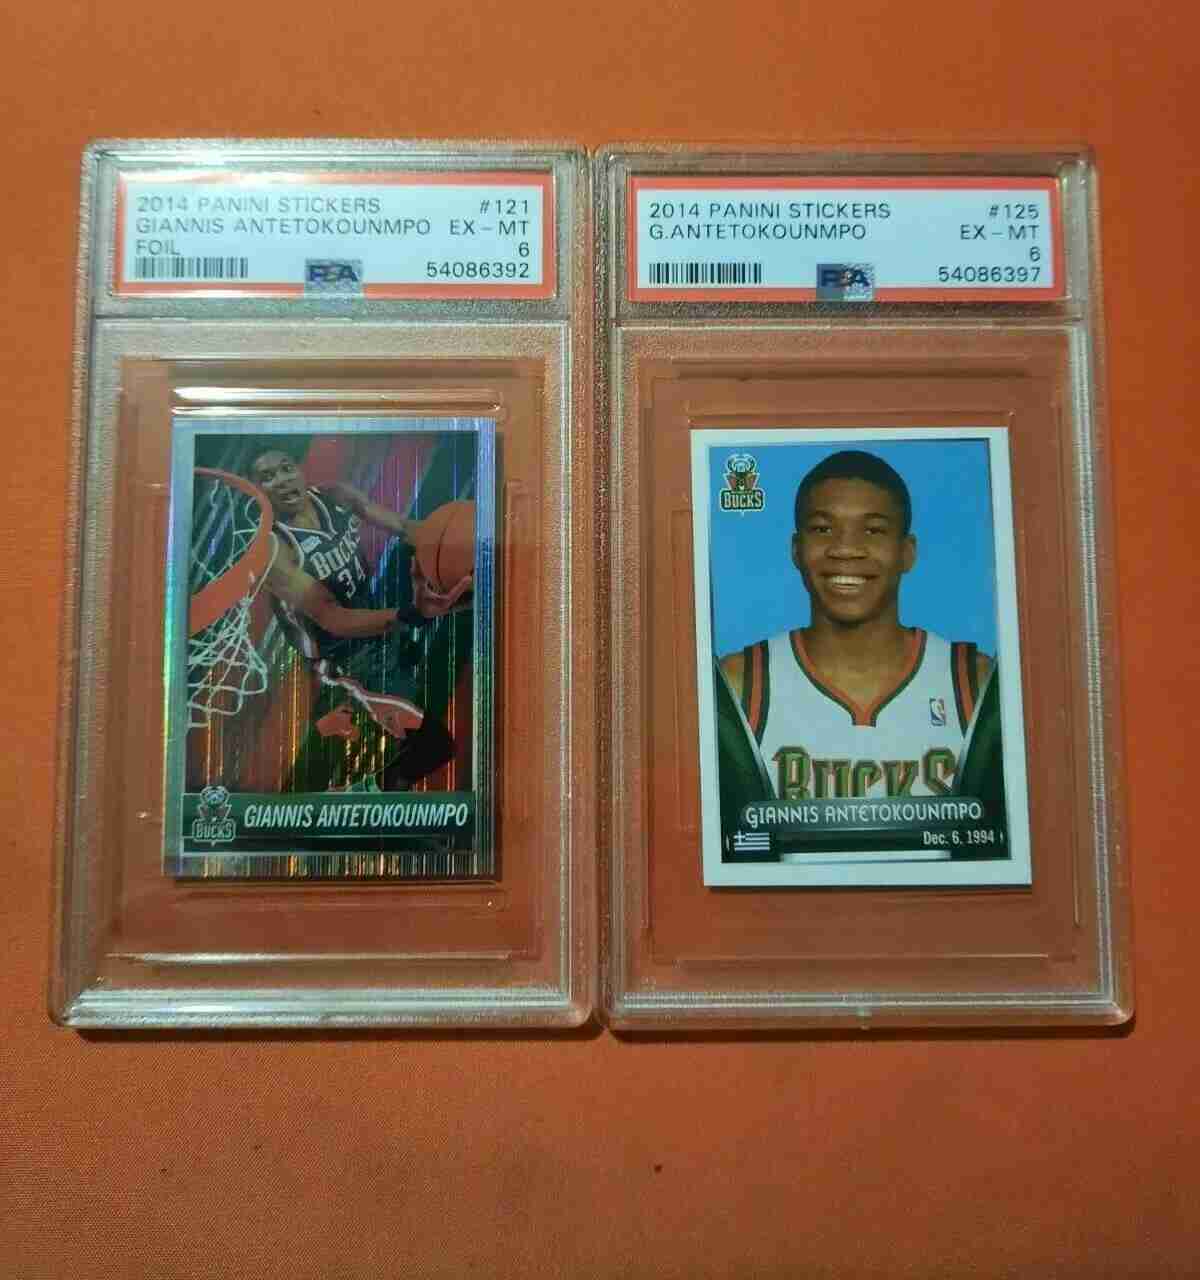 2014 PANINI STICKERS #121
GIANNIS ANTETOKOUNMPO EX - MT
FOIL 6
PSA 54086392
BUCKS
34
BUCKS
GIANNIS ANTETOKOUNMPO
2014 PANINI STICKERS #125
G.ANTETOKOUNMPO EX - MT
6
PSA 54086397
BUCKS
BUCKS
GIANNIS ANTETOKOUNMPO
Dec. 6, 1994